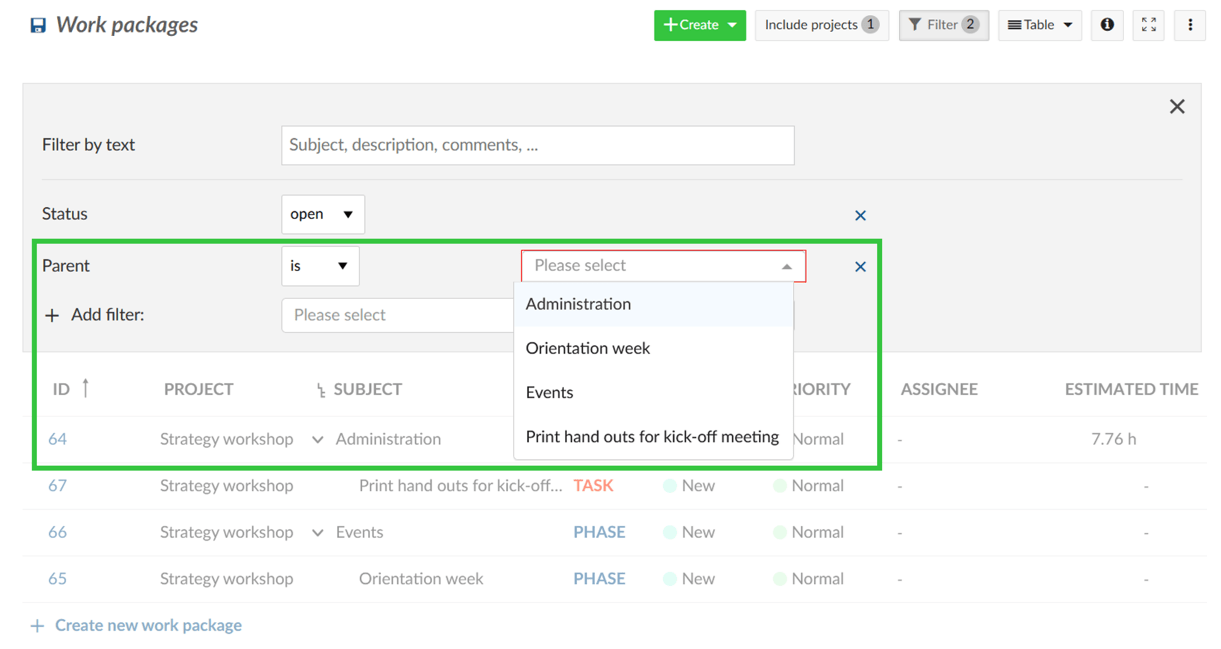 Work packages
Create
Include projects 1
Filter 2
Table
Filter by text
Subject, description, comments, ...
Status
open
Parent
is
Please select
Add filter:
Please select
Administration
Orientation week
Events
Print hand outs for kick-off meeting
ID PROJECT SUBJECT RIORITY ASSIGNEE ESTIMATED TIME
64 Strategy workshop Administration Normal - 7.76 h
67 Strategy workshop Print hand outs for kick-off... TASK New Normal - -
66 Strategy workshop Events PHASE New Normal - -
65 Strategy workshop Orientation week PHASE New Normal - -
+ Create new work package